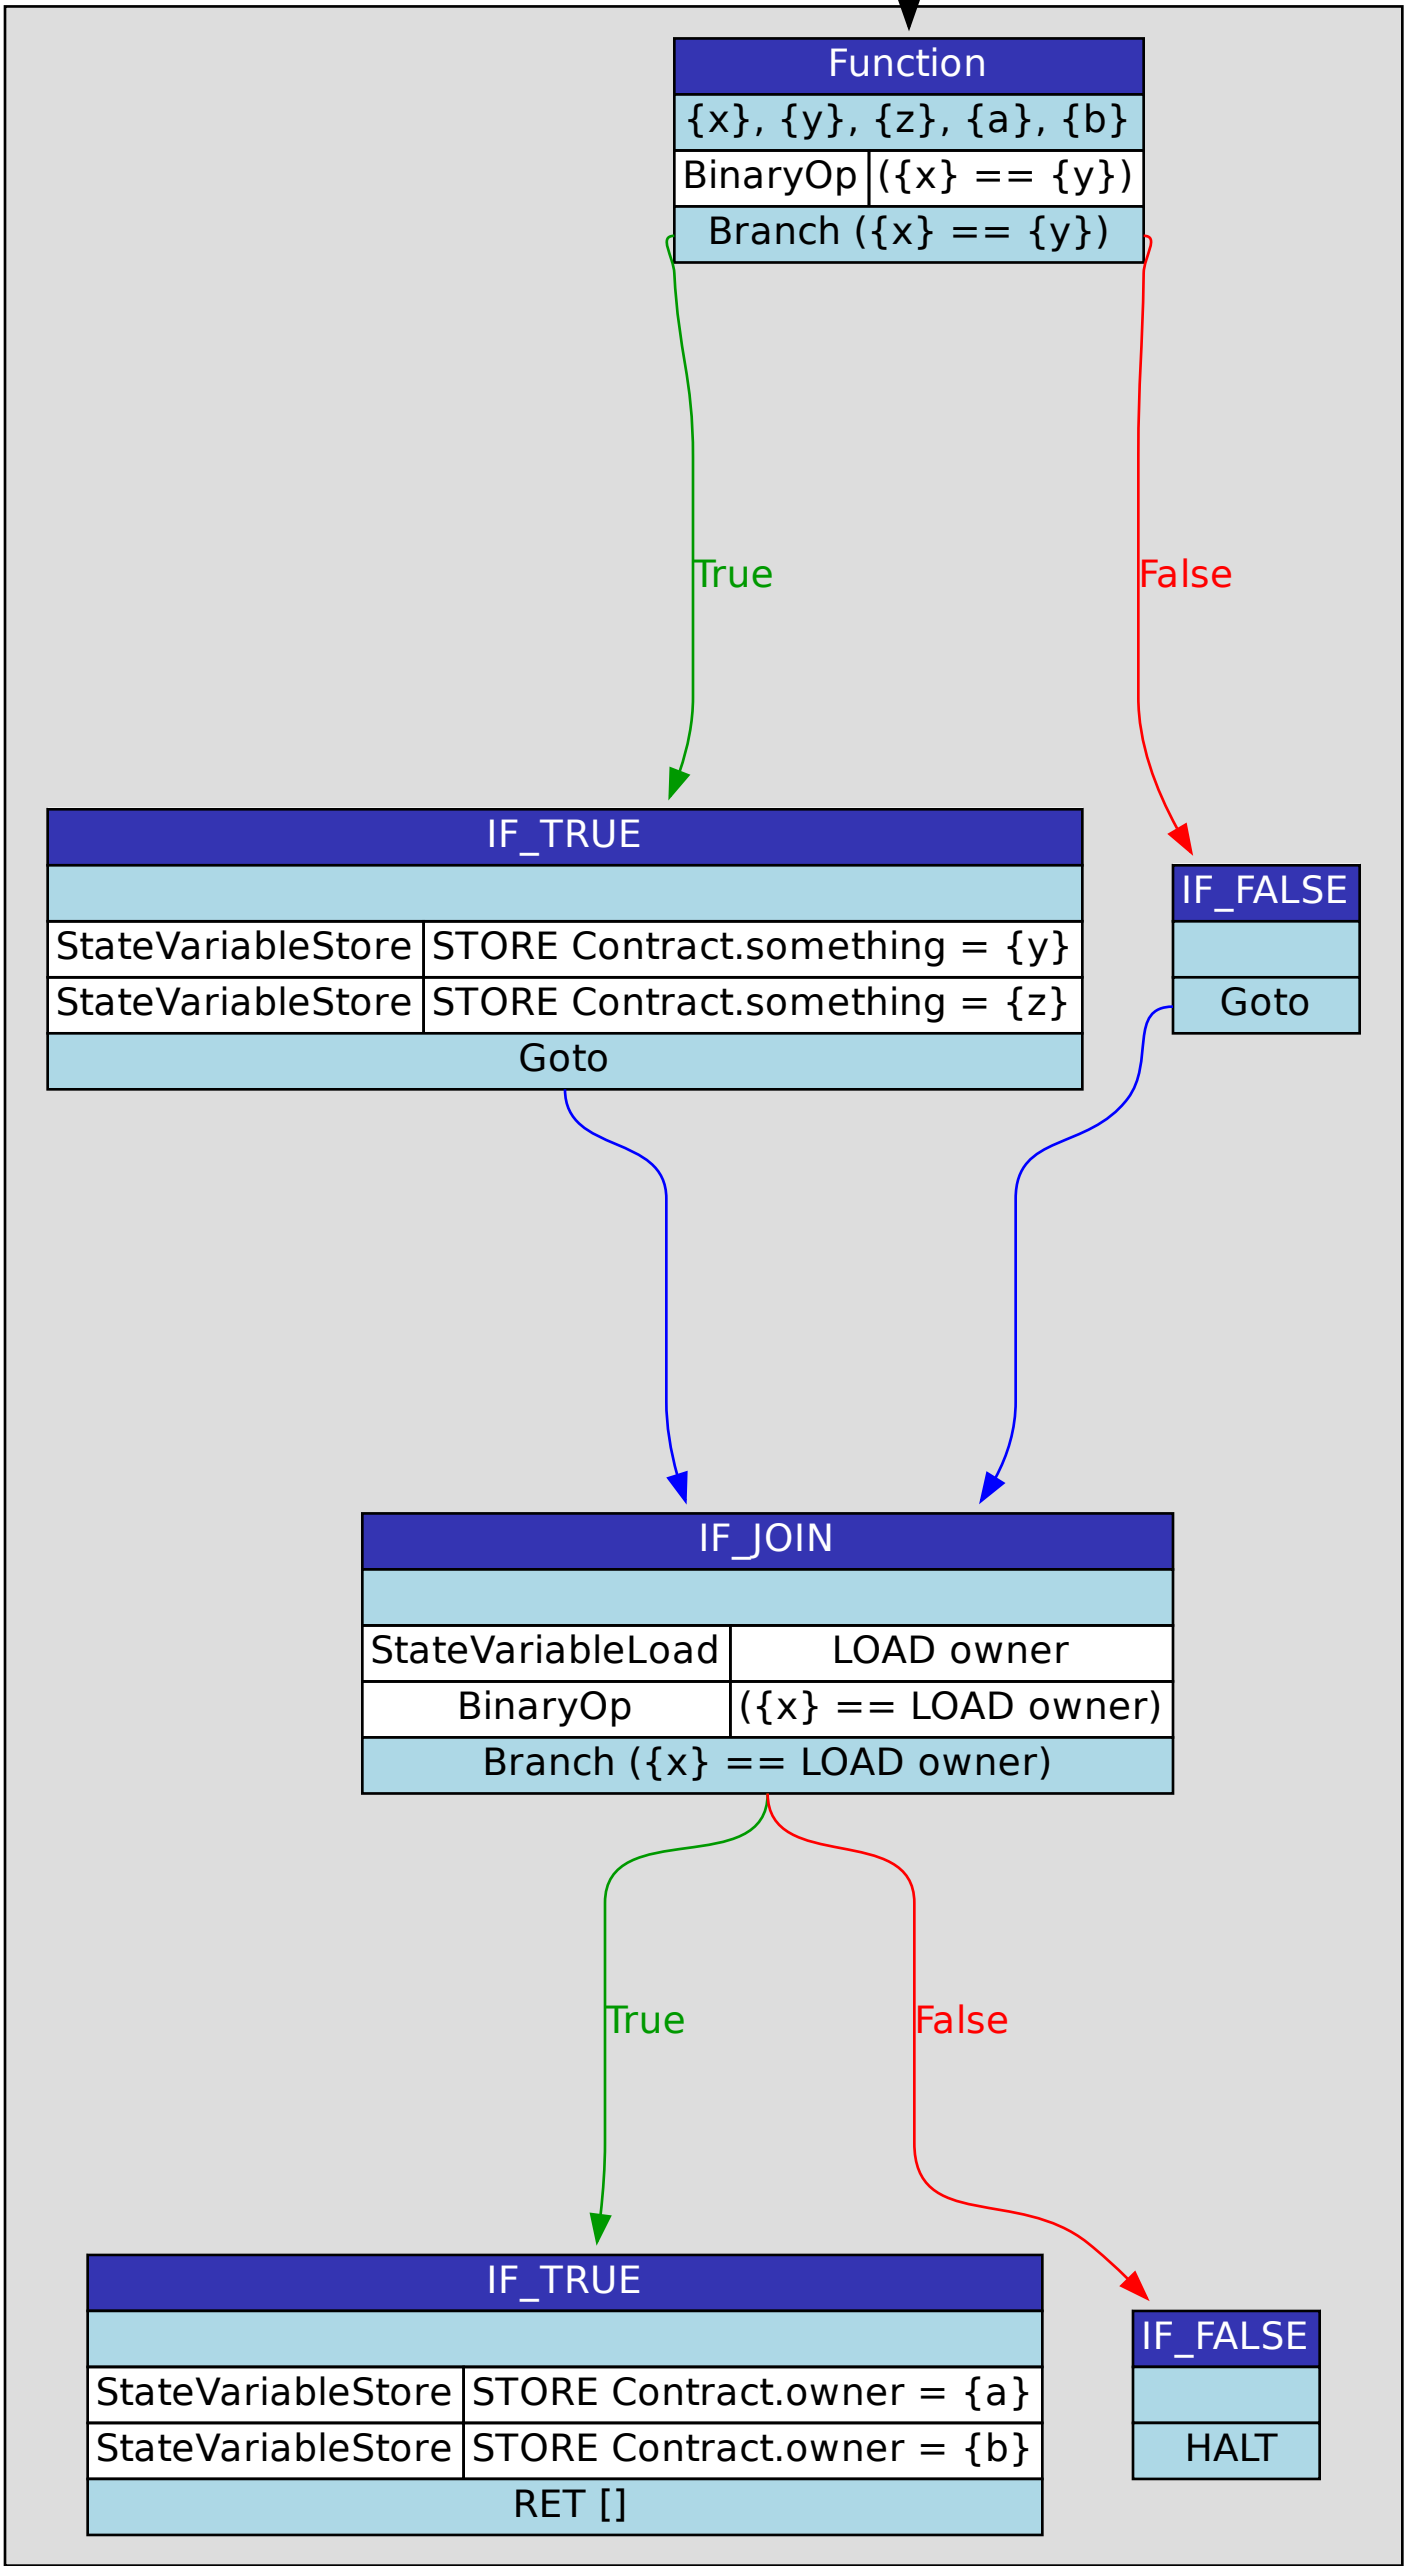 Function
{x}, {y}, {z}, {a}, {b}
BinaryOp ({x} == {y})
Branch ({x} == {y})
True
False
IF_TRUE
StateVariableStore STORE Contract.something = {y}
StateVariableStore STORE Contract.something = {z}
Goto
IF_FALSE
Goto
IF_JOIN
StateVariableLoad LOAD owner
BinaryOp ({x} == LOAD owner)
Branch ({x} == LOAD owner)
True
False
IF_TRUE
StateVariableStore STORE Contract.owner = {a}
StateVariableStore STORE Contract.owner = {b}
RET []
IF_FALSE
HALT